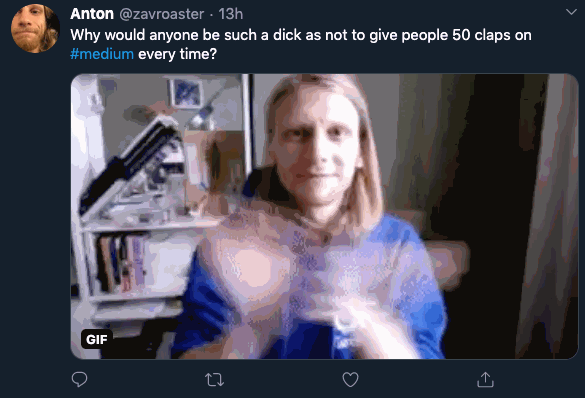 Anton @zavroaster · 13h
Why would anyone be such a dick as not to give people 50 claps on
#medium every time?
GIF